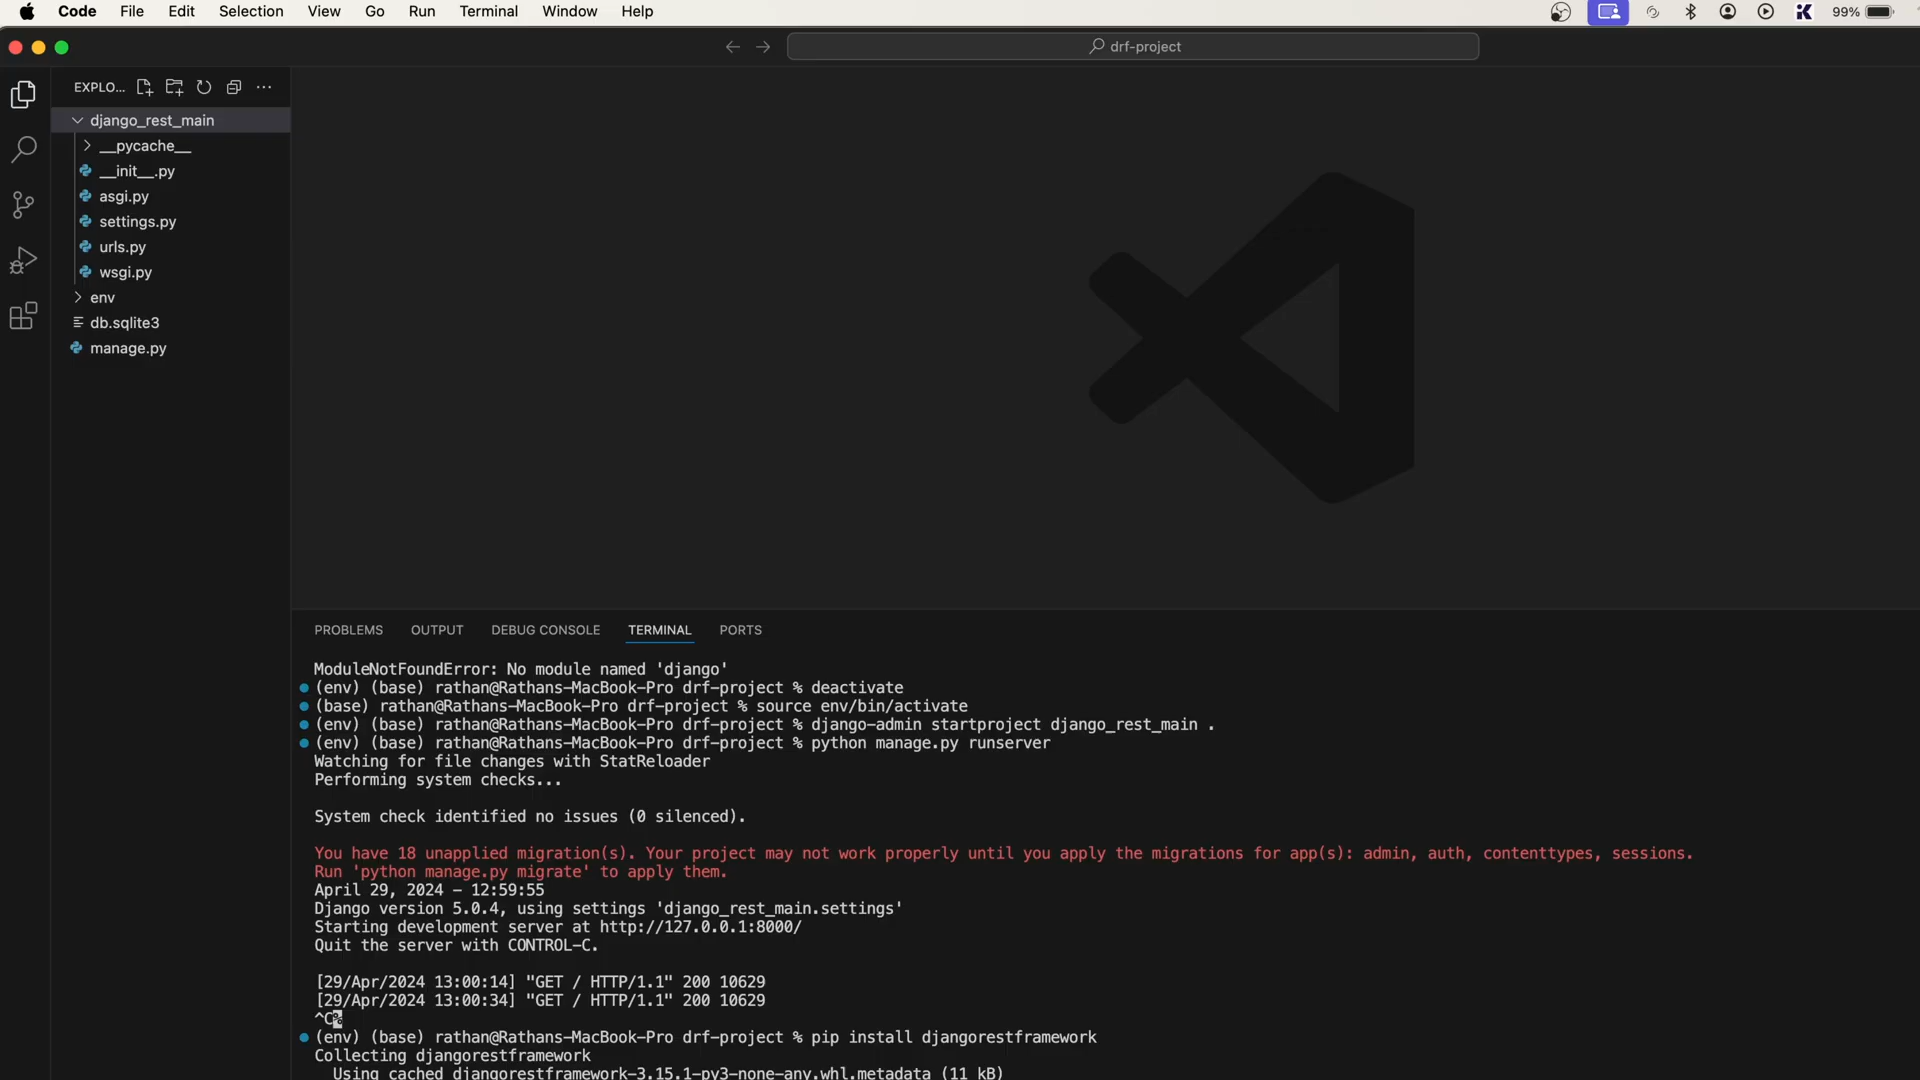 Code File Edit Selection View Go Run Terminal Window Help 99%
drf-project
EXPLO...
django_rest_main
__pycache__
__init__.py
asgi.py
settings.py
urls.py
wsgi.py
env
db.sqlite3
manage.py
PROBLEMS OUTPUT DEBUG CONSOLE TERMINAL PORTS
ModuleNotFoundError: No module named 'django'
(env) (base) rathan@Rathans-MacBook-Pro drf-project % deactivate
(base) rathan@Rathans-MacBook-Pro drf-project % source env/bin/activate
(env) (base) rathan@Rathans-MacBook-Pro drf-project % django-admin startproject django_rest_main .
(env) (base) rathan@Rathans-MacBook-Pro drf-project % python manage.py runserver
Watching for file changes with StatReloader
Performing system checks...
System check identified no issues (0 silenced).
You have 18 unapplied migration(s). Your project may not work properly until you apply the migrations for app(s): admin, auth, contenttypes, sessions.
Run 'python manage.py migrate' to apply them.
April 29, 2024 - 12:59:55
Django version 5.0.4, using settings 'django_rest_main.settings'
Starting development server at http://127.0.0.1:8000/
Quit the server with CONTROL-C.
[29/Apr/2024 13:00:14] "GET / HTTP/1.1" 200 10629
[29/Apr/2024 13:00:34] "GET / HTTP/1.1" 200 10629
^C%
(env) (base) rathan@Rathans-MacBook-Pro drf-project % pip install djangorestframework
Collecting djangorestframework
Using cached djangorestframework-3.15.1-py3-none-any.whl.metadata (11 kB)